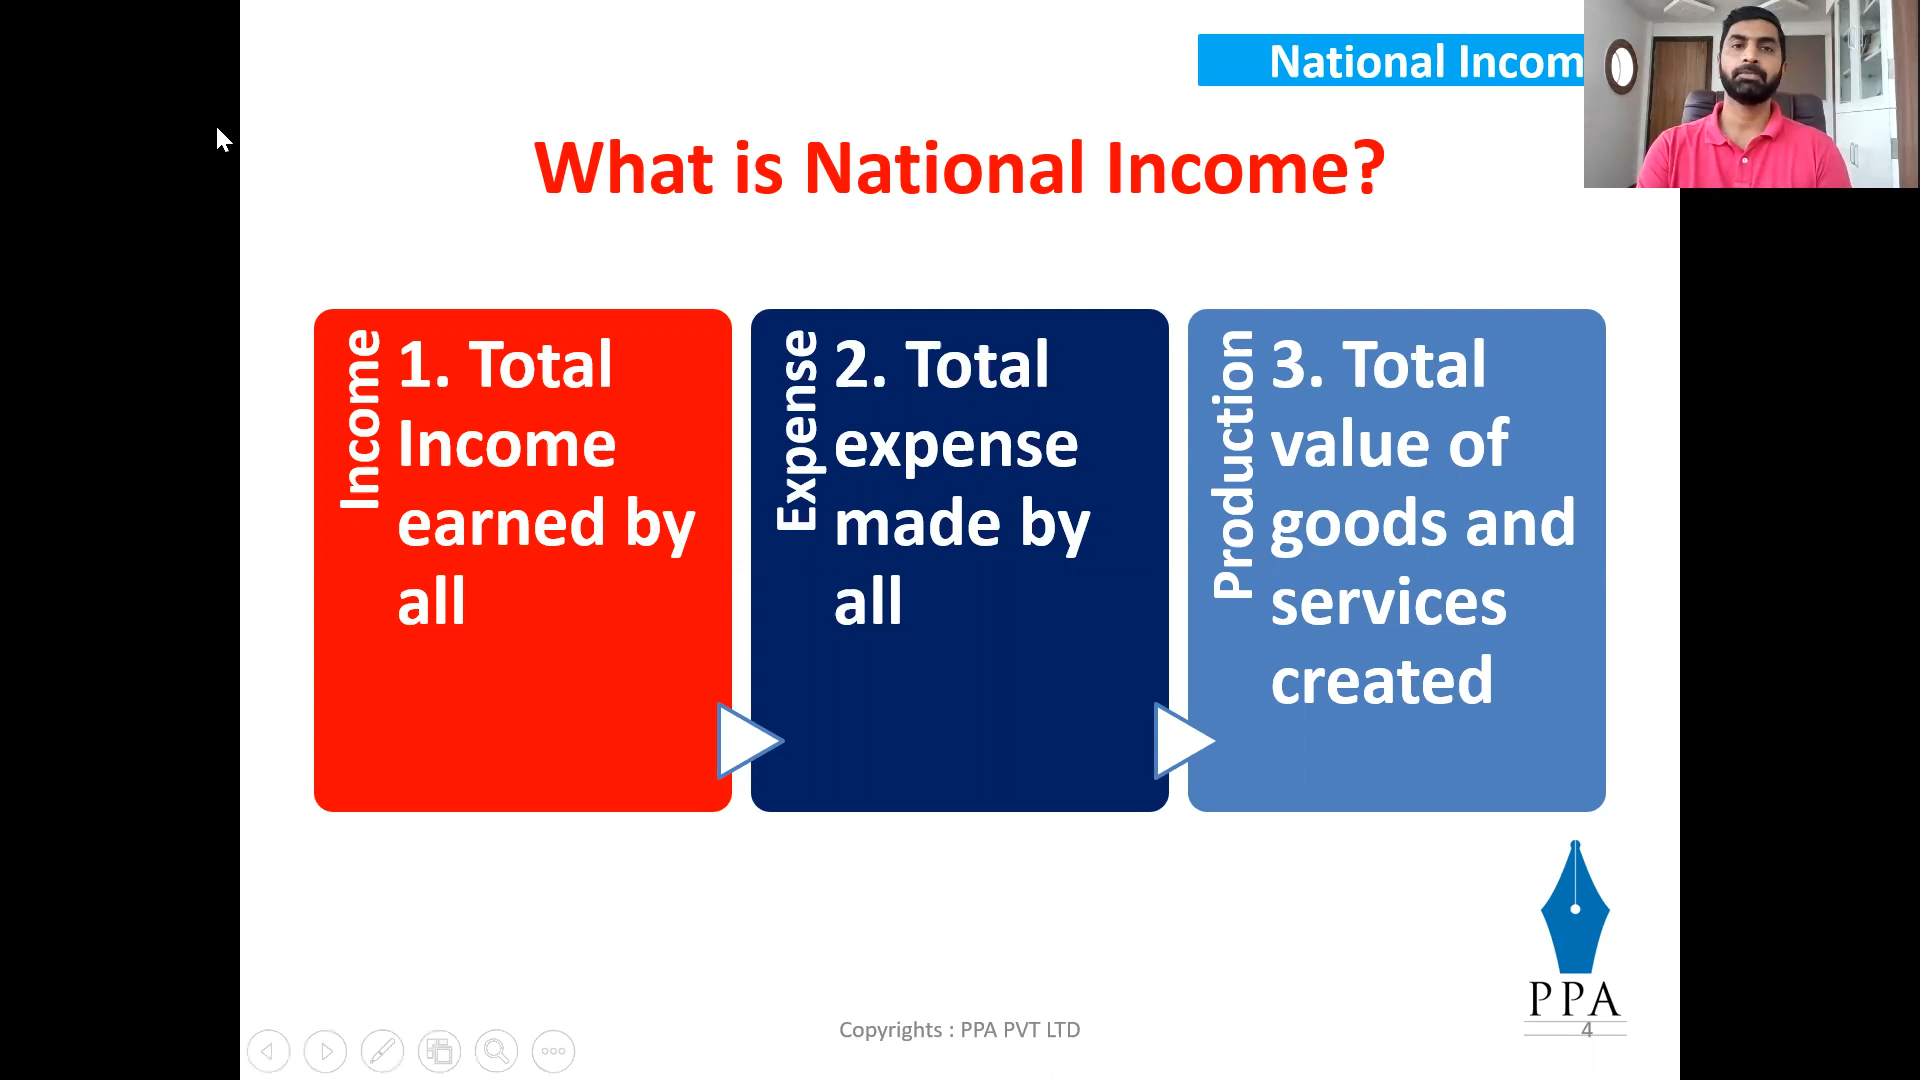 National Incom
What is National Income?
Income
1. Total
Income
earned by
all
Expense
2. Total
expense
made by
all
Production
3. Total
value of
goods and
services
created
PPA
Copyrights : PPA PVT LTD
4